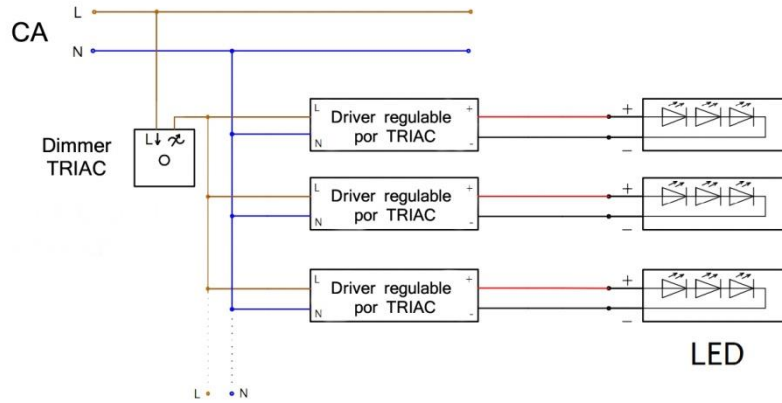 L
CA
N
L
Dimmer
TRIAC
L
N
Driver regulable
por TRIAC
+
-
+
−
L
N
Driver regulable
por TRIAC
+
-
+
−
L
N
Driver regulable
por TRIAC
+
-
+
−
LED
L
N